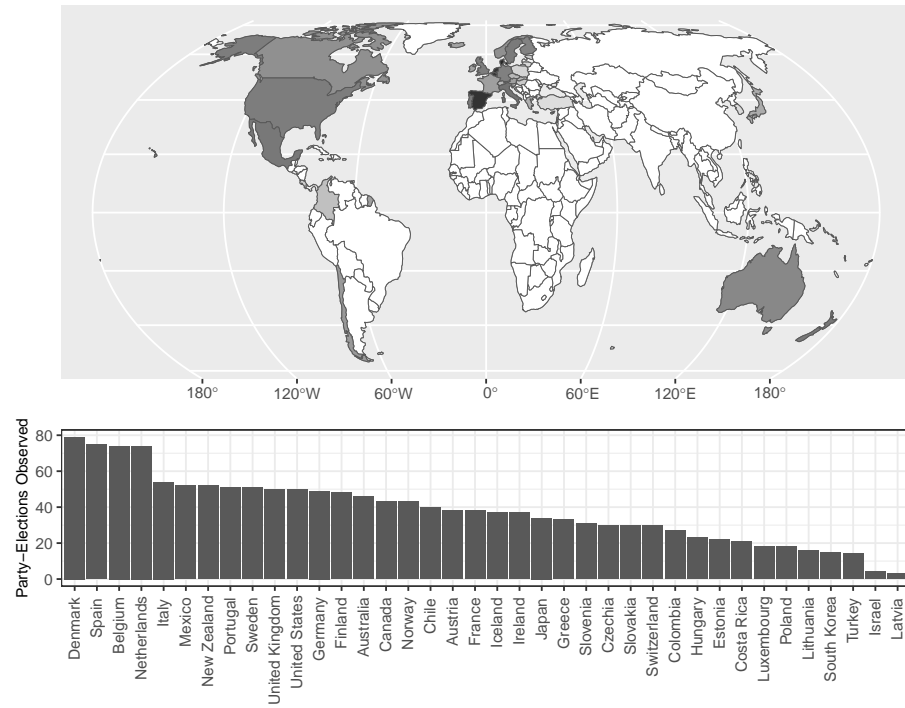 180° 120°W 60°W 0° 60°E 120°E 180°
Party−Elections Observed
80
60
40
20
0
Denmark
Spain
Belgium
Netherlands
Italy
Mexico
New Zealand
Portugal
Sweden
United Kingdom
United States
Germany
Finland
Australia
Canada
Norway
Chile
Austria
France
Iceland
Ireland
Japan
Greece
Slovenia
Czechia
Slovakia
Switzerland
Colombia
Hungary
Estonia
Costa Rica
Luxembourg
Poland
Lithuania
South Korea
Turkey
Israel
Latvia